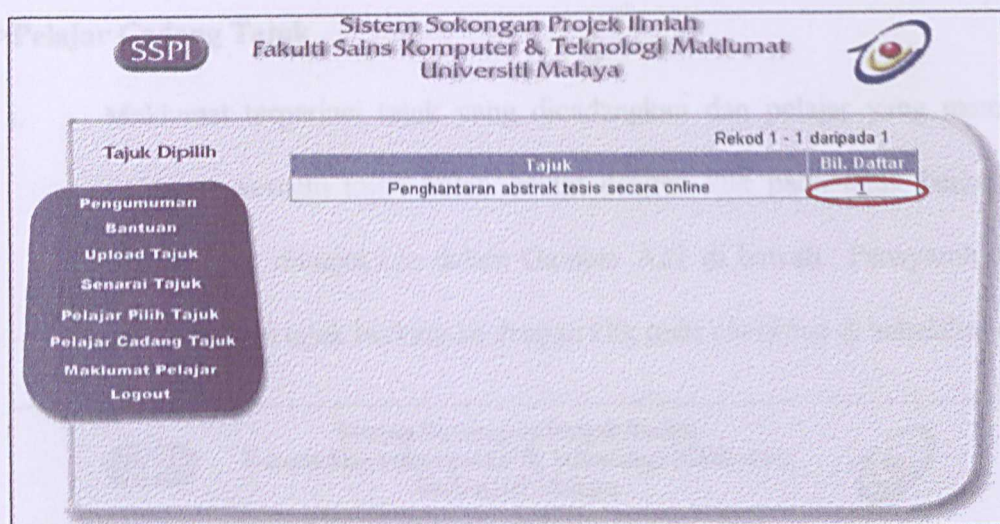 SSPI
Sistem Sokongan Projek Ilmiah
Fakulti Sains Komputer & Teknologi Maklumat
Universiti Malaya
Tajuk Dipilih
Rekod 1 - 1 daripada 1
Tajuk Bil. Daftar
Penghantaran abstrak tesis secara online 1
Pengumuman
Bantuan
Upload Tajuk
Senarai Tajuk
Pelajar Pilih Tajuk
Pelajar Cadang Tajuk
Maklumat Pelajar
Logout